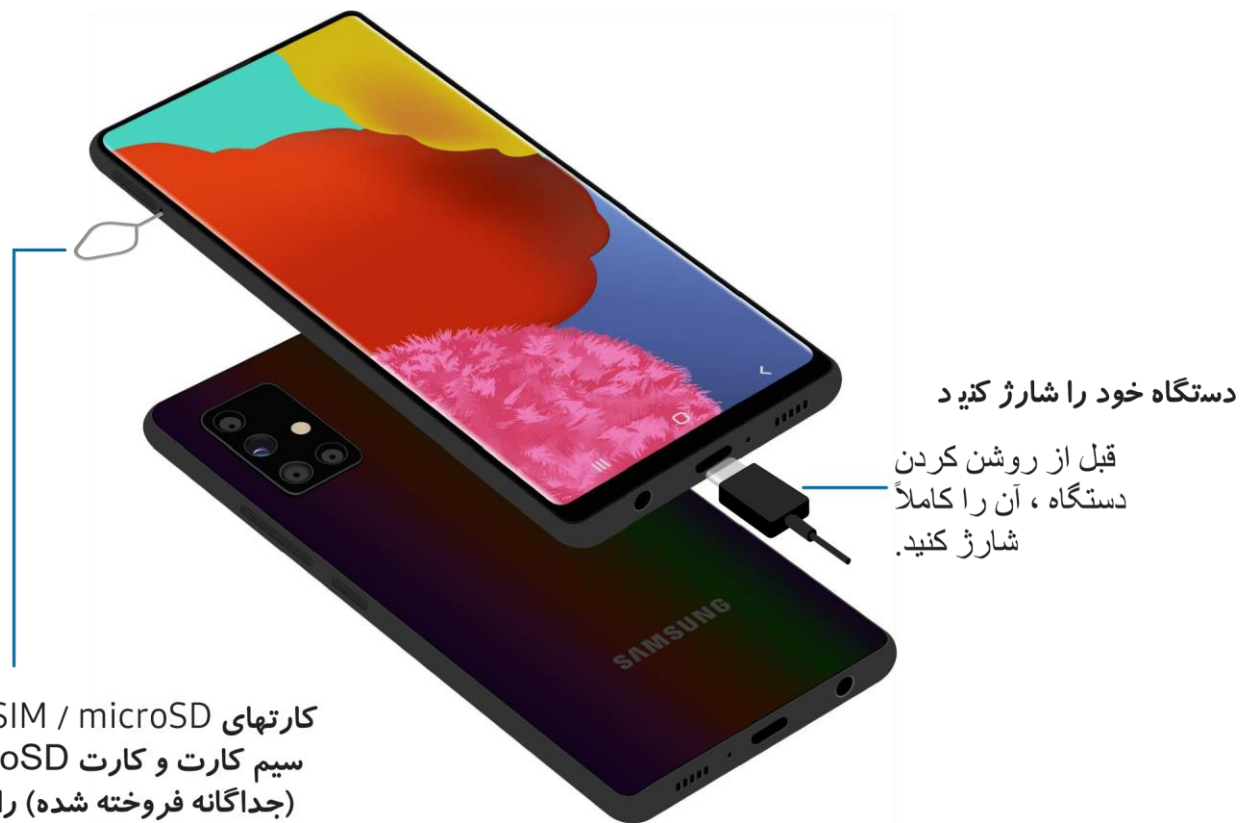 دستگاه خود را شارژ کنید
قبل از روشن کردن
دستگاه ، آن را کاملاً
شارژ کنید.
SAMSUNG
کارتهای SIM / microSD
سیم کارت و کارت oSD
(جداگانه فروخته شده) را